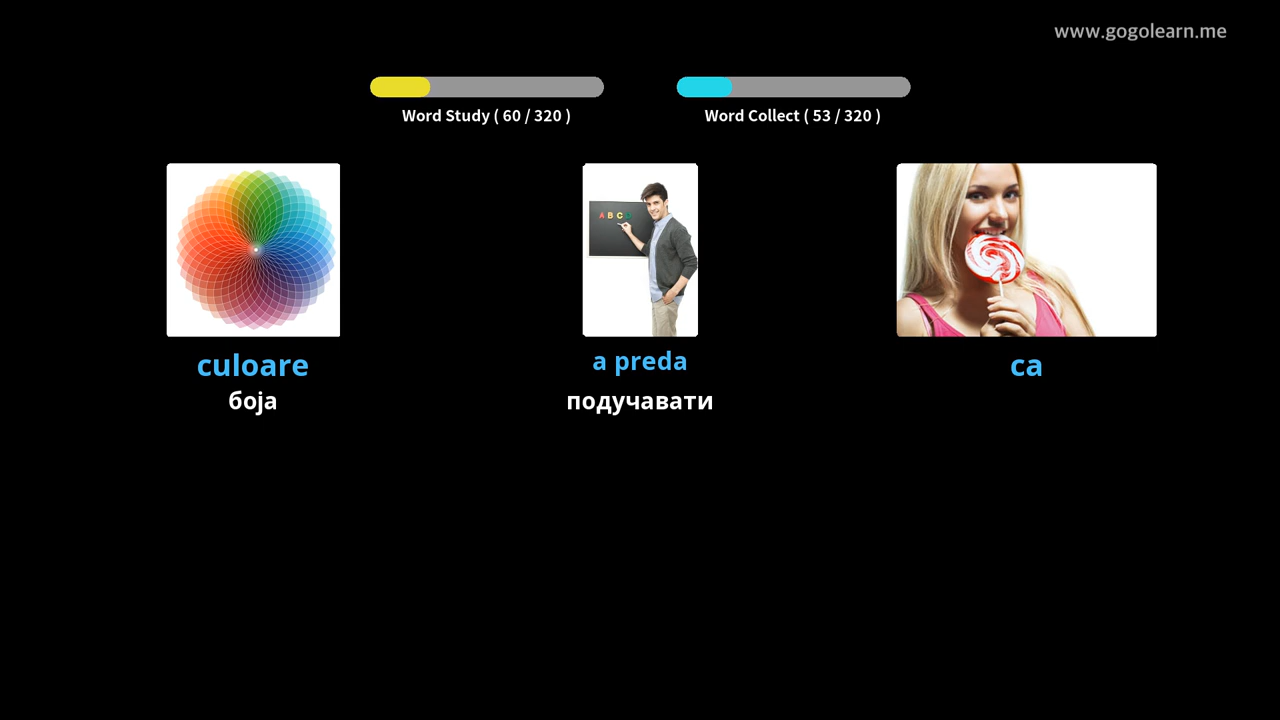 www.gogolearn.me
Word Study ( 60 / 320 )
Word Collect ( 53 / 320 )
A B C
culoare
a preda
ca
боја
подучавати